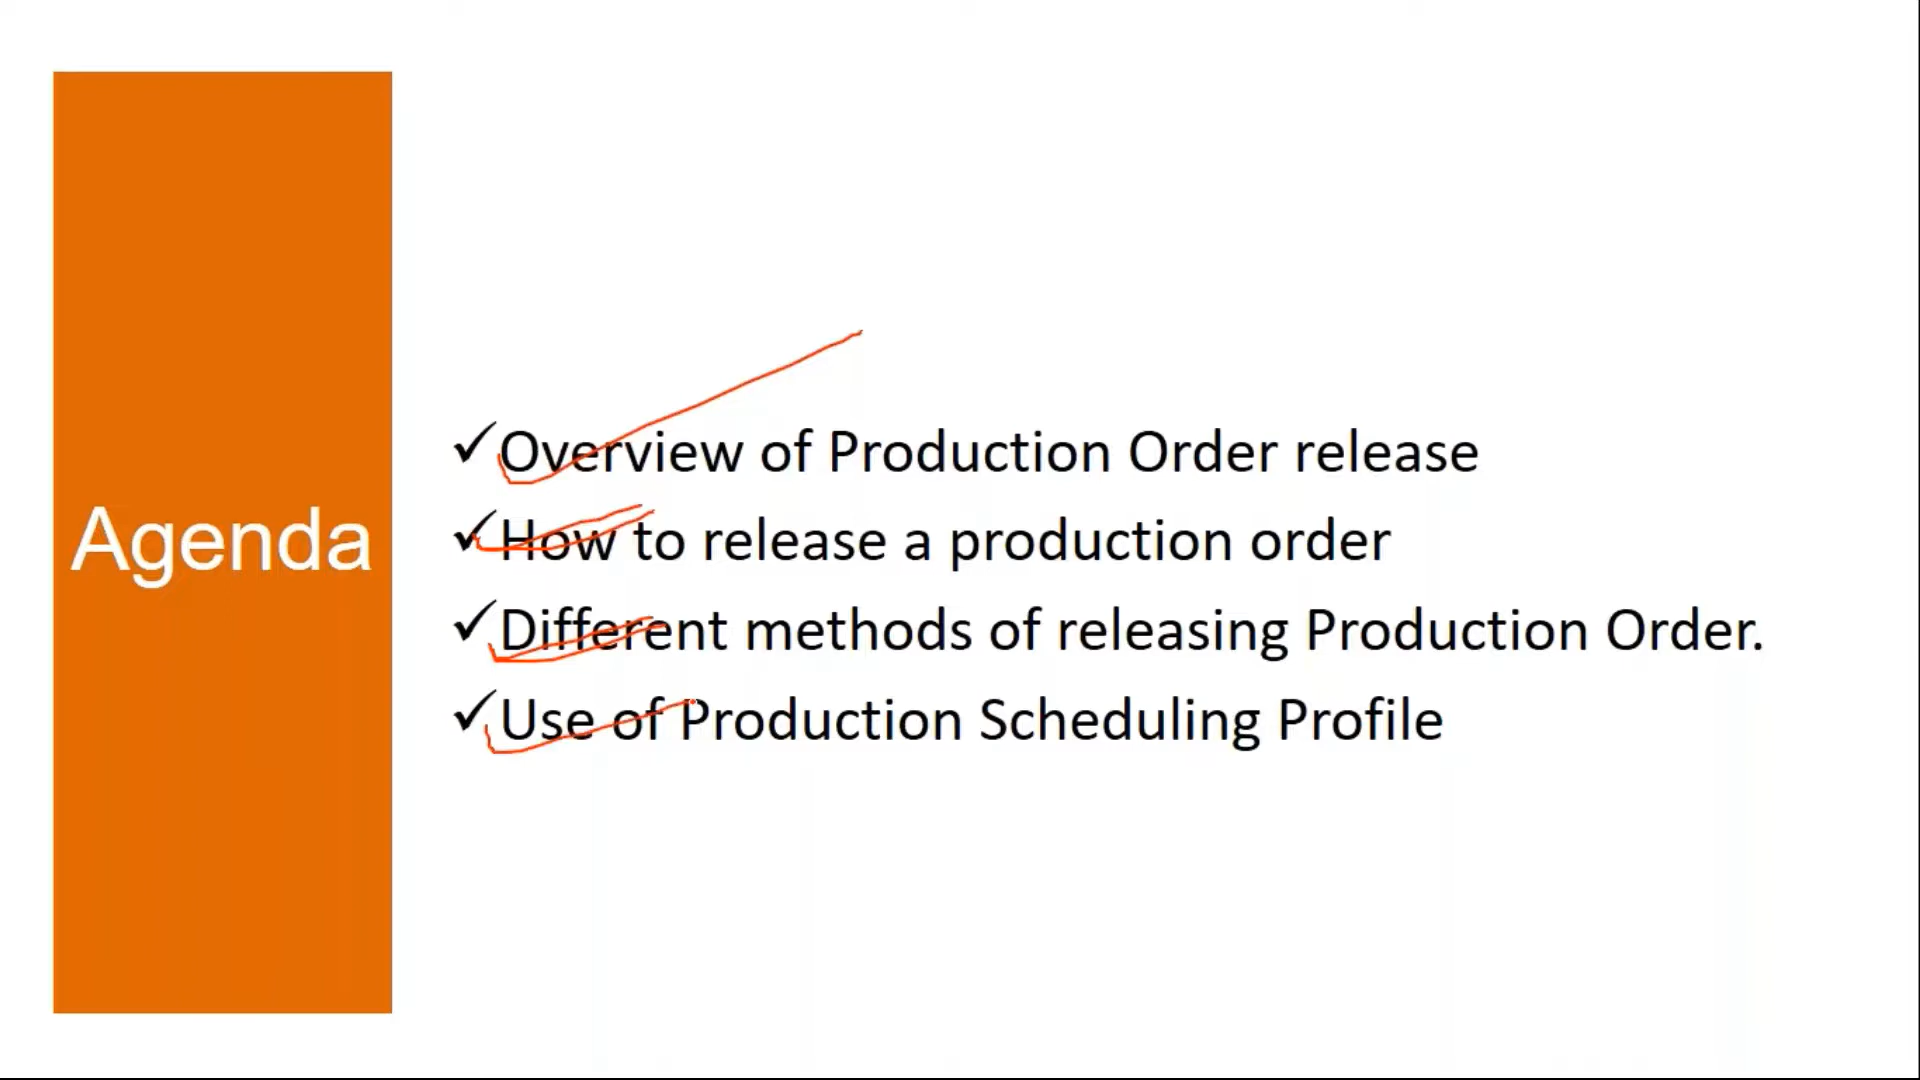 Agenda
Overview of Production Order release
How to release a production order
Different methods of releasing Production Order.
Use of Production Scheduling Profile